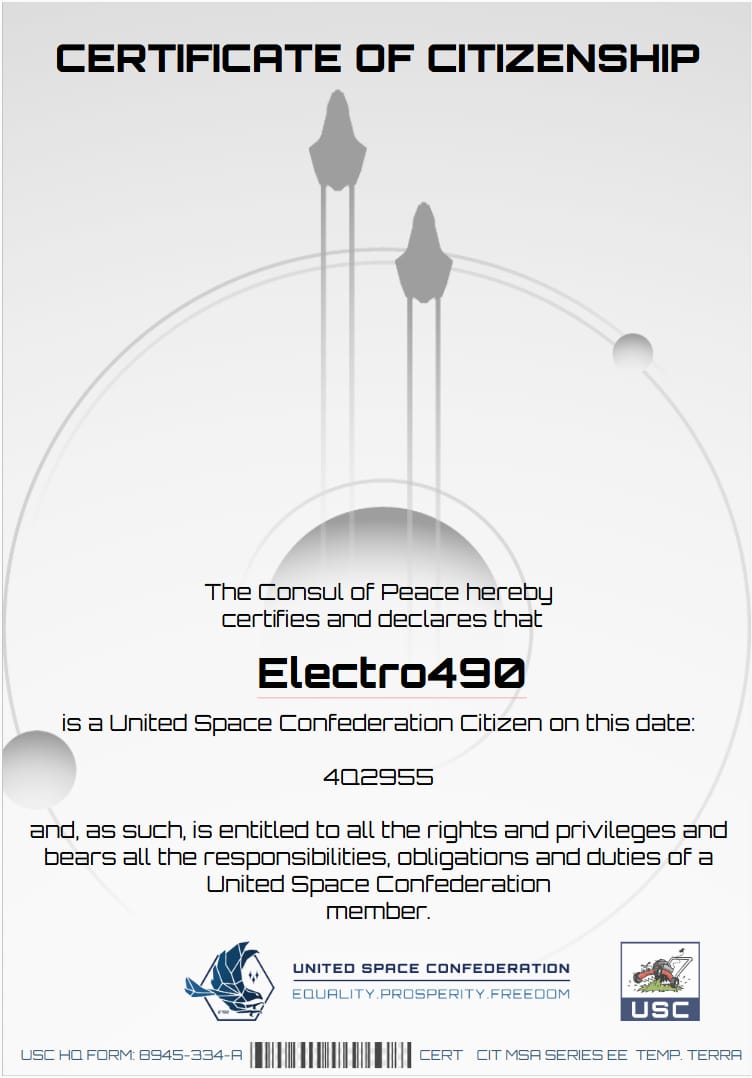 CERTIFICATE OF CITIZENSHIP
The Consul of Peace hereby
certifies and declares that
Electro490
is a United Space Confederation Citizen on this date:
4Q2955
and, as such, is entitled to all the rights and privileges and
bears all the responsibilities, obligations and duties of a
United Space Confederation
member.
UNITED SPACE CONFEDERATION
EQUALITY.PROSPERITY.FREEDOM
USC
USC HQ FORM: 8945-334-A CERT CIT MSA SERIES EE TEMP. TERRA